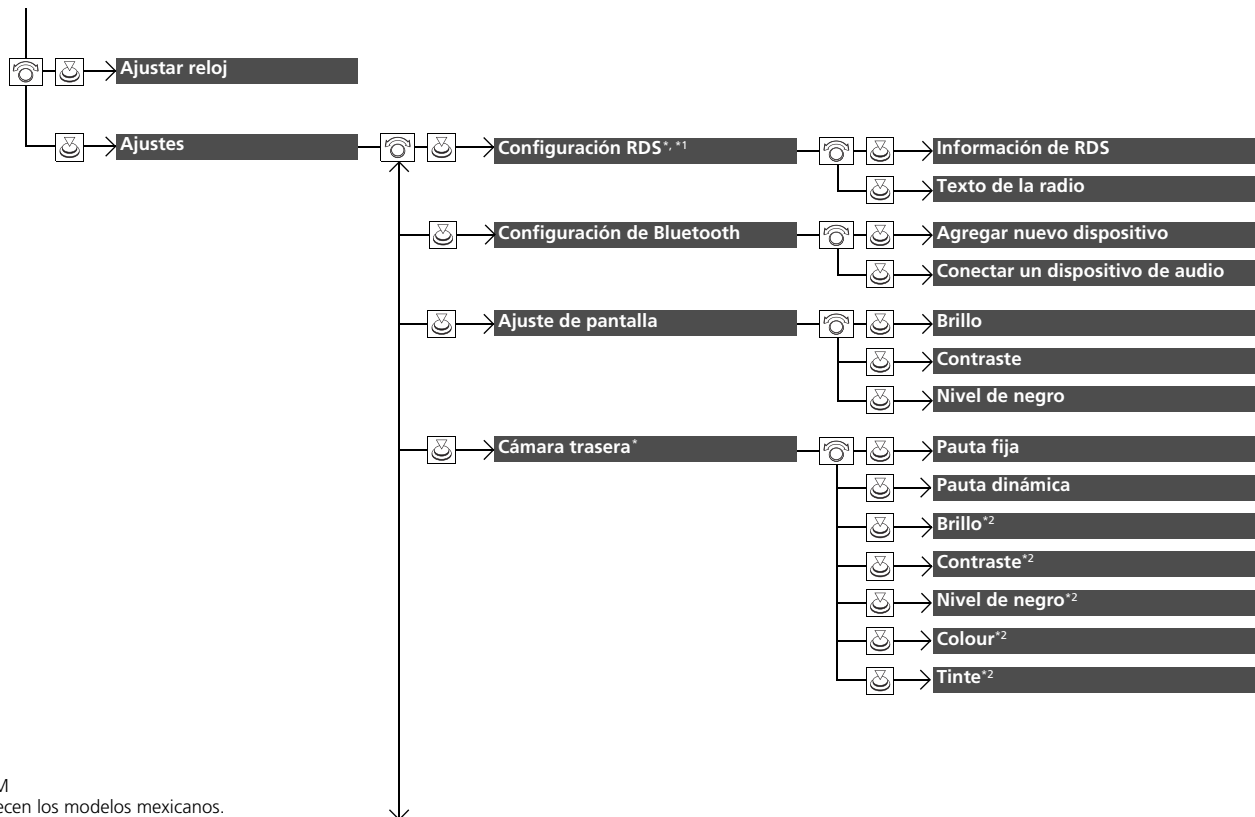 Ajustar reloj
Ajustes
Configuración RDS*, *1
Información de RDS
Texto de la radio
Configuración de Bluetooth
Agregar nuevo dispositivo
Conectar un dispositivo de audio
Ajuste de pantalla
Brillo
Contraste
Nivel de negro
Cámara trasera*
Pauta fija
Pauta dinámica
Brillo*2
Contraste*2
Nivel de negro*2
Colour*2
Tinte*2
M
ecen los modelos mexicanos.